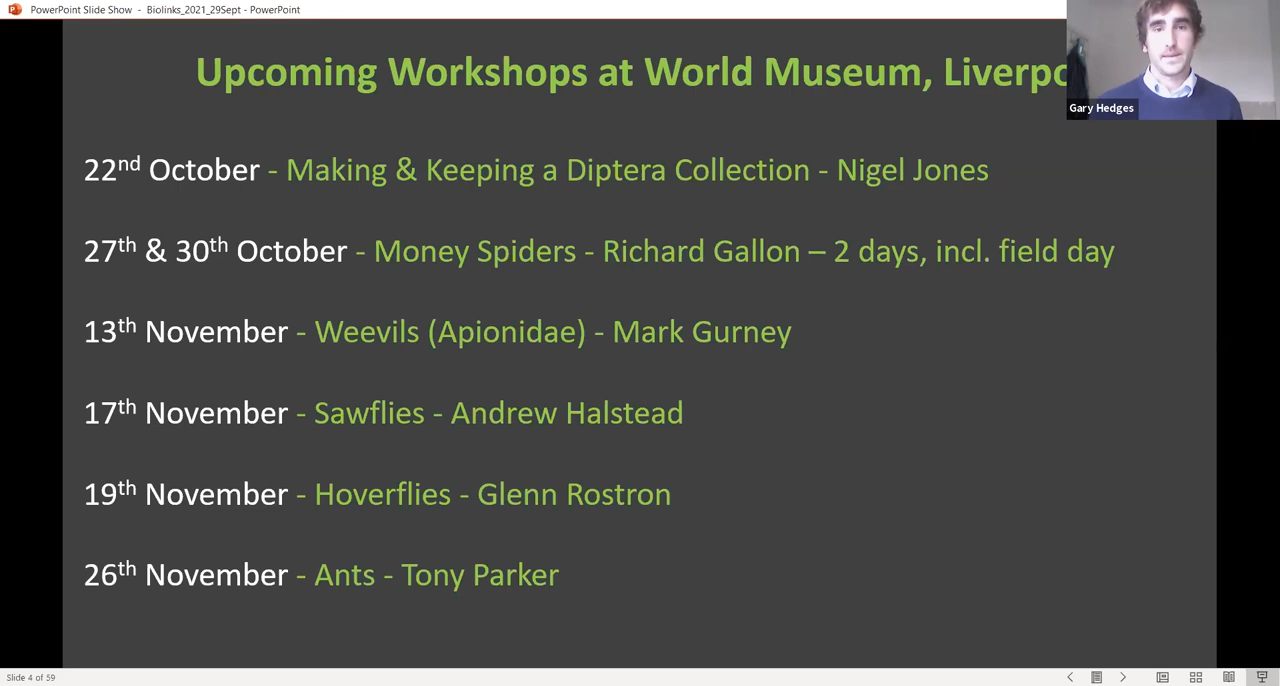 PowerPoint Slide Show - Biolinks_2021_29Sept - PowerPoint
Upcoming Workshops at World Museum, Liverpo
Gary Hedges
22nd October - Making & Keeping a Diptera Collection - Nigel Jones
27th & 30th October - Money Spiders - Richard Gallon – 2 days, incl. field day
13th November - Weevils (Apionidae) - Mark Gurney
17th November - Sawflies - Andrew Halstead
19th November - Hoverflies - Glenn Rostron
26th November - Ants - Tony Parker
Slide 4 of 59